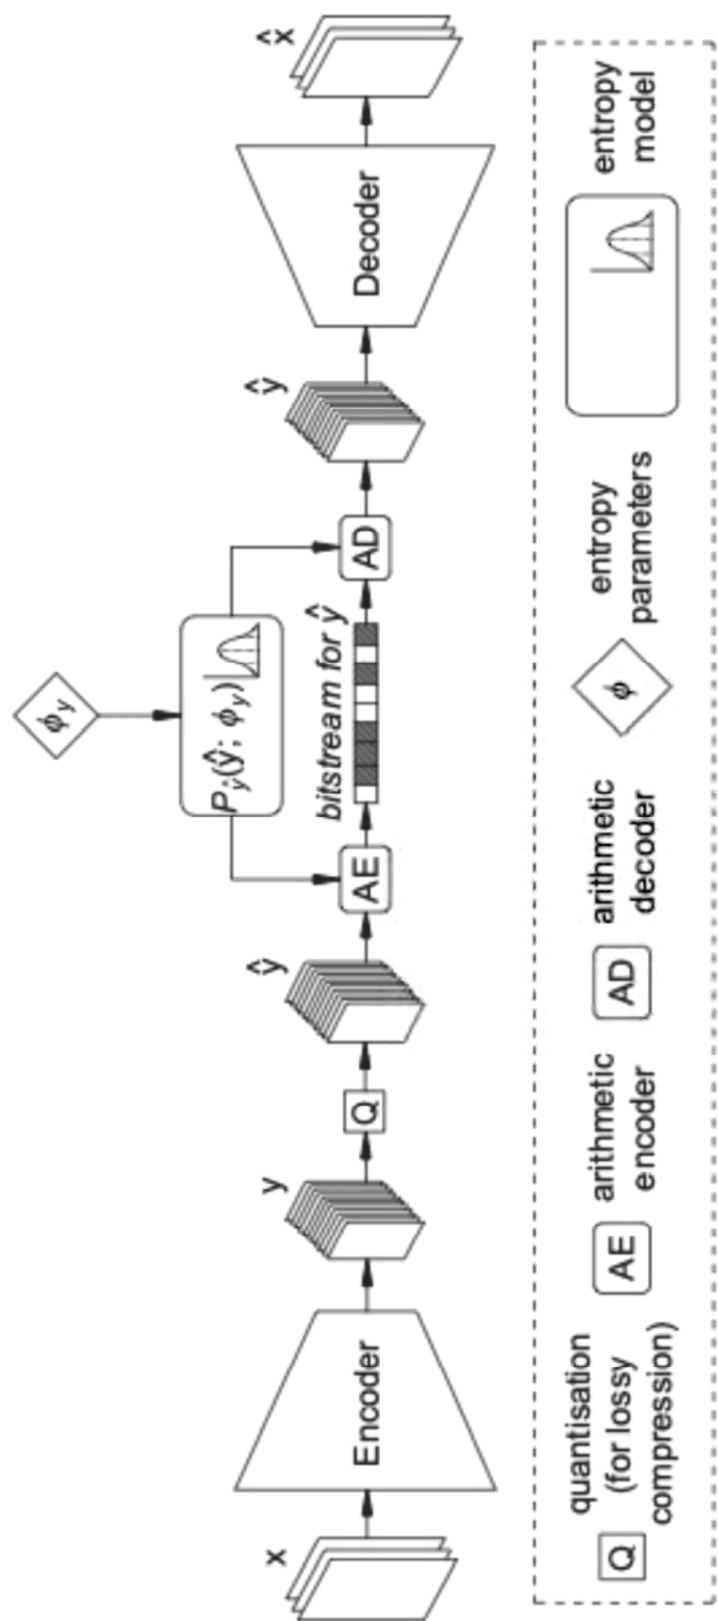 x
Encoder
y
Q
ŷ
AE
ϕy
Pŷ(ŷ; ϕy)
bitstream for ŷ
AD
ŷ
Decoder
x̂
Q
quantisation
(for lossy
compression)
AE
arithmetic
encoder
AD
arithmetic
decoder
ϕ
entropy
parameters
entropy
model